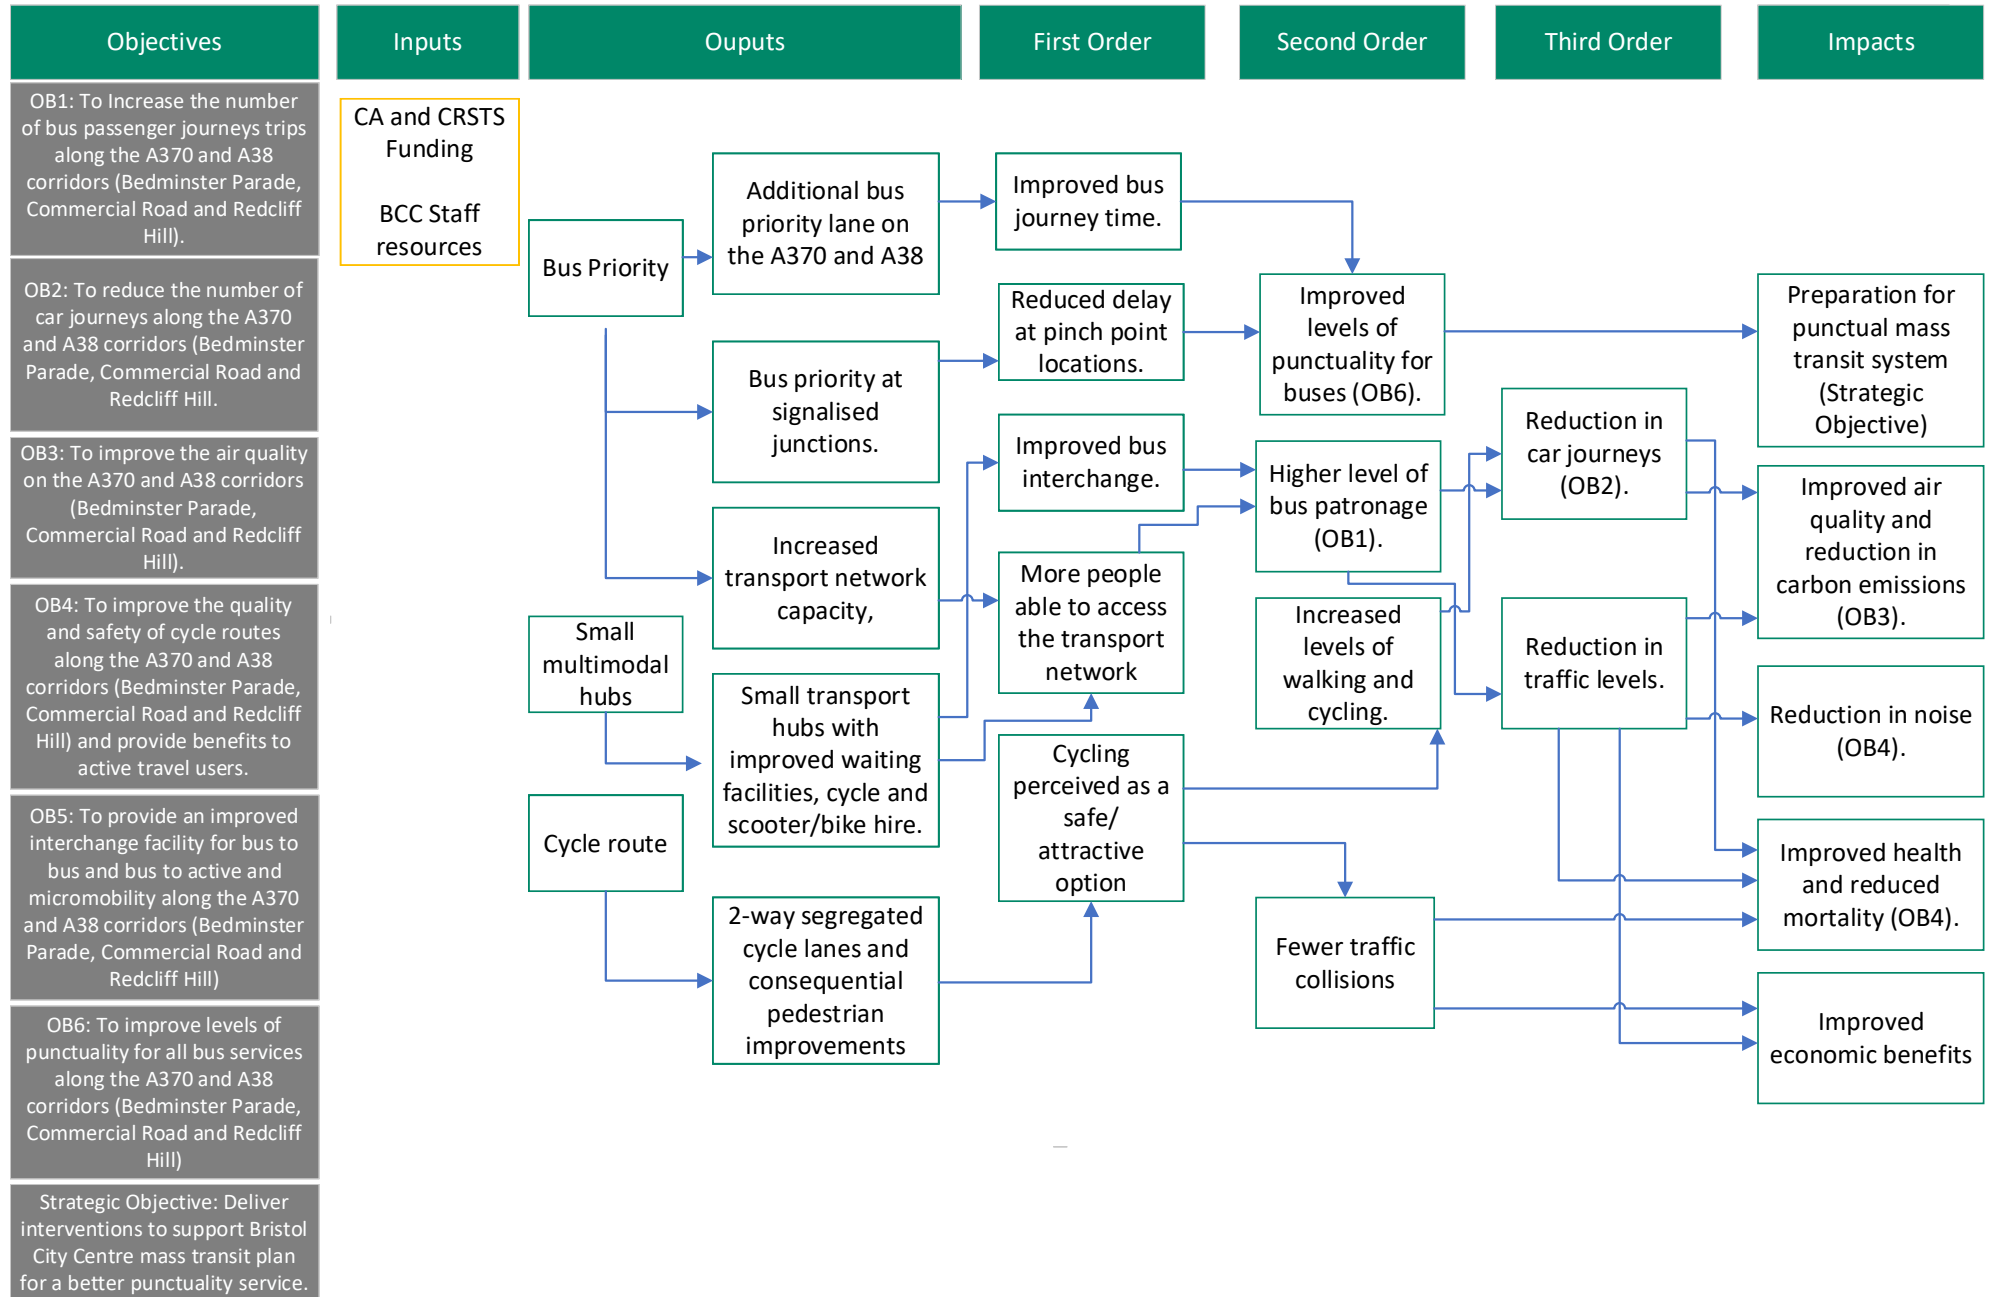 Objectives
Inputs
Ouputs
First Order
Second Order
Third Order
Impacts
OB1: To Increase the number
of bus passenger journeys trips
along the A370 and A38
corridors (Bedminster Parade,
Commercial Road and Redcliff
Hill).
OB2: To reduce the number of
car journeys along the A370
and A38 corridors (Bedminster
Parade, Commercial Road and
Redcliff Hill.
OB3: To improve the air quality
on the A370 and A38 corridors
(Bedminster Parade,
Commercial Road and Redcliff
Hill).
OB4: To improve the quality
and safety of cycle routes
along the A370 and A38
corridors (Bedminster Parade,
Commercial Road and Redcliff
Hill) and provide benefits to
active travel users.
OB5: To provide an improved
interchange facility for bus to
bus and bus to active and
micromobility along the A370
and A38 corridors (Bedminster
Parade, Commercial Road and
Redcliff Hill)
OB6: To improve levels of
punctuality for all bus services
along the A370 and A38
corridors (Bedminster Parade,
Commercial Road and Redcliff
Hill)
Strategic Objective: Deliver
interventions to support Bristol
City Centre mass transit plan
for a better punctuality service.
CA and CRSTS
Funding
BCC Staff
resources
Bus Priority
Small
multimodal
hubs
Cycle route
Additional bus
priority lane on
the A370 and A38
Bus priority at
signalised
junctions.
Increased
transport network
capacity,
Small transport
hubs with
improved waiting
facilities, cycle and
scooter/bike hire.
2-way segregated
cycle lanes and
consequential
pedestrian
improvements
Improved bus
journey time.
Reduced delay
at pinch point
locations.
Improved bus
interchange.
More people
able to access
the transport
network
Cycling
perceived as a
safe/
attractive
option
Improved
levels of
punctuality for
buses (OB6).
Higher level of
bus patronage
(OB1).
Increased
levels of
walking and
cycling.
Fewer traffic
collisions
Reduction in
car journeys
(OB2).
Reduction in
traffic levels.
Preparation for
punctual mass
transit system
(Strategic
Objective)
Improved air
quality and
reduction in
carbon emissions
(OB3).
Reduction in noise
(OB4).
Improved health
and reduced
mortality (OB4).
Improved
economic benefits